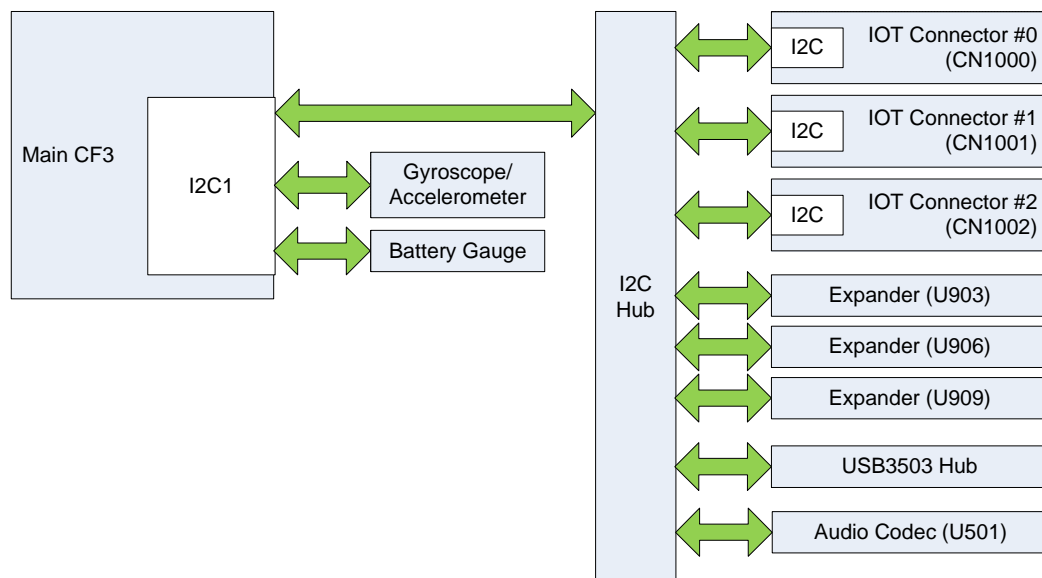 Main CF3
I2C1
Gyroscope/
Accelerometer
Battery Gauge
I2C
Hub
I2C
IOT Connector #0
(CN1000)
I2C
IOT Connector #1
(CN1001)
I2C
IOT Connector #2
(CN1002)
Expander (U903)
Expander (U906)
Expander (U909)
USB3503 Hub
Audio Codec (U501)